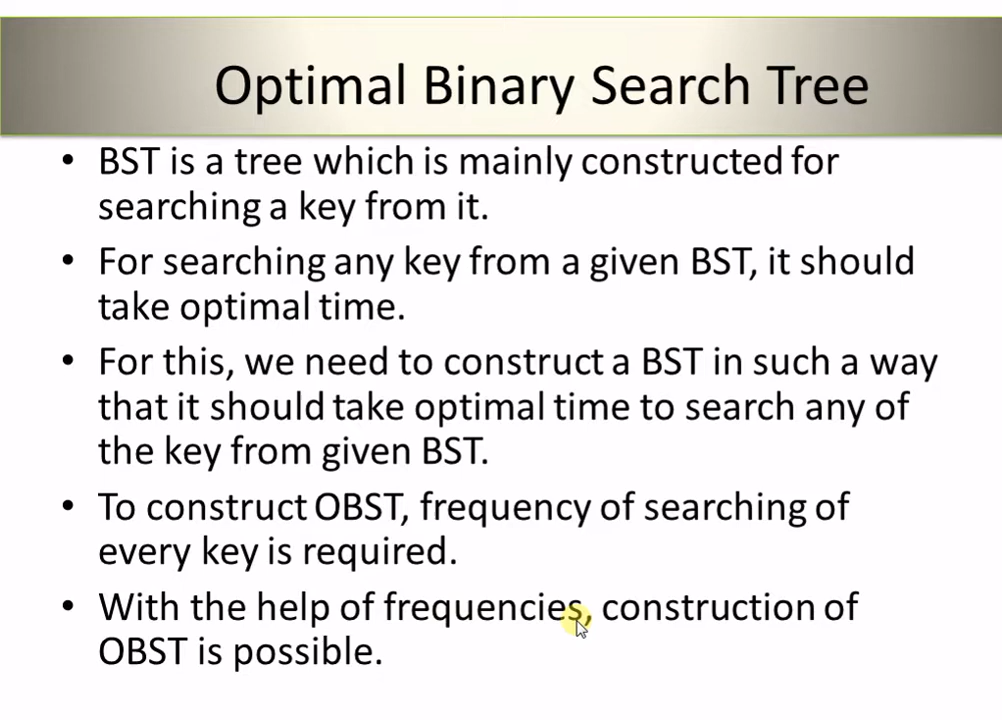 Optimal Binary Search Tree
• BST is a tree which is mainly constructed for
searching a key from it.
• For searching any key from a given BST, it should
take optimal time.
• For this, we need to construct a BST in such a way
that it should take optimal time to search any of
the key from given BST.
• To construct OBST, frequency of searching of
every key is required.
• With the help of frequencies, construction of
OBST is possible.